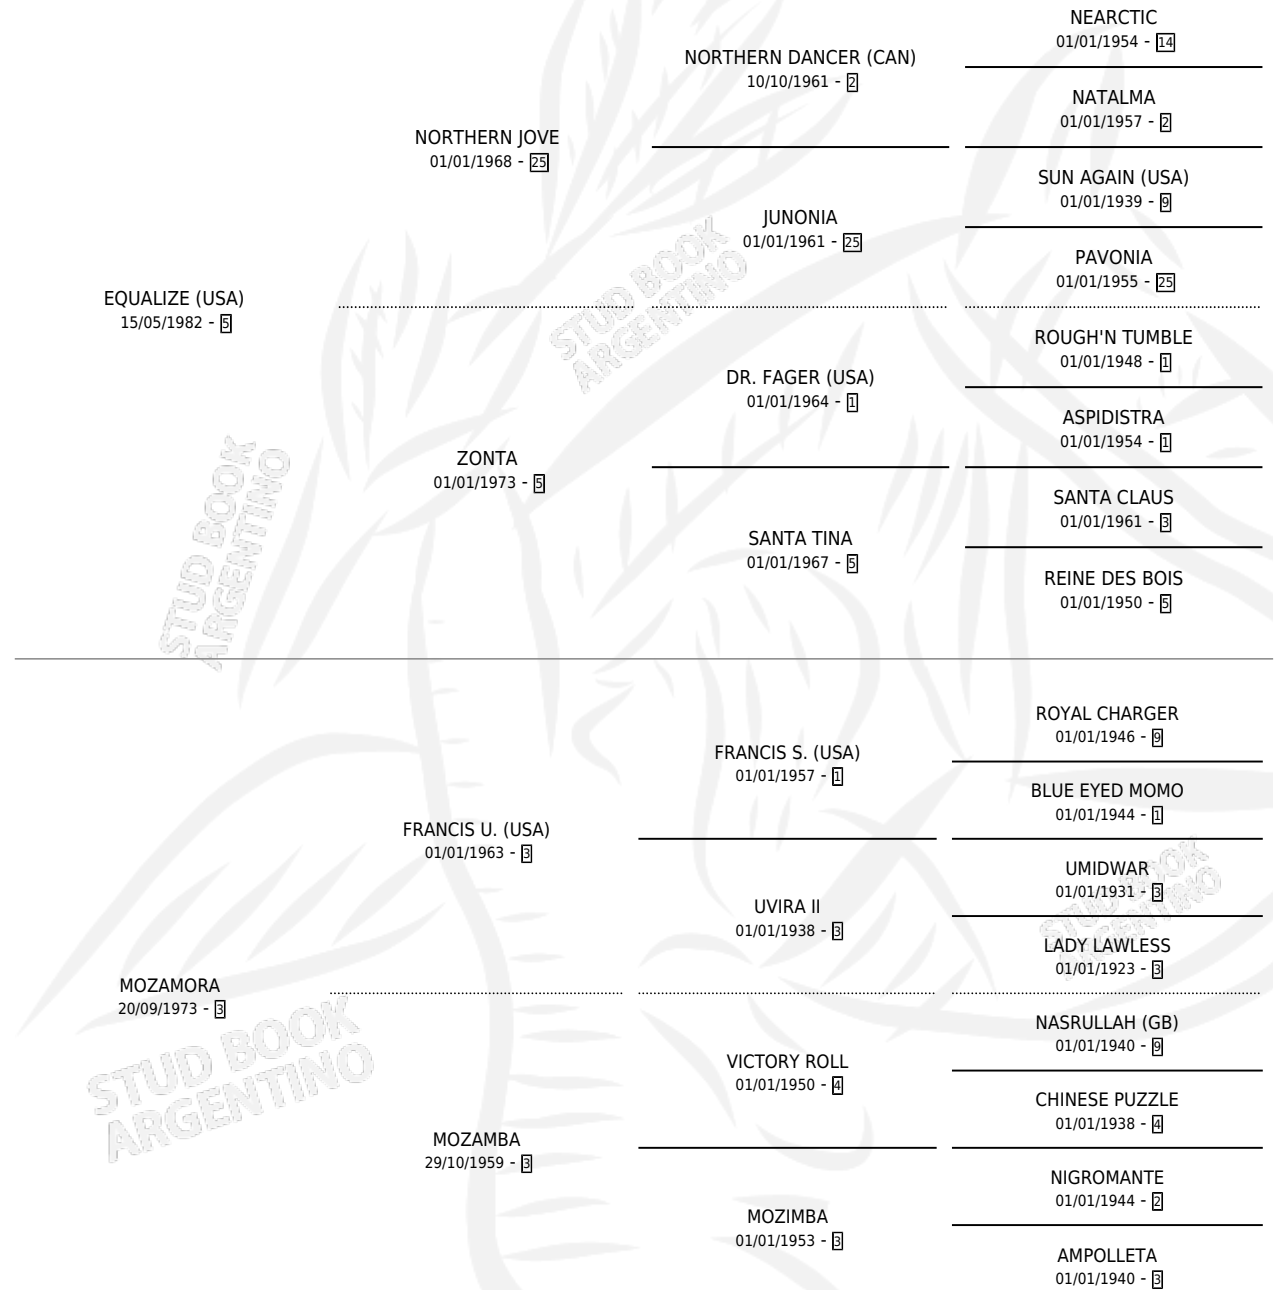 NEARCTIC
01/01/1954 - 14
NORTHERN DANCER (CAN)
10/10/1961 - 2
NATALMA
01/01/1957 - 2
NORTHERN JOVE
01/01/1968 - 25
SUN AGAIN (USA)
01/01/1939 - 9
JUNONIA
01/01/1961 - 25
PAVONIA
01/01/1955 - 25
EQUALIZE (USA)
15/05/1982 - 5
STUD BOOK
ARGENTINO
ROUGH'N TUMBLE
01/01/1948 - 1
DR. FAGER (USA)
01/01/1964 - 1
ASPIDISTRA
01/01/1954 - 1
ZONTA
01/01/1973 - 5
SANTA CLAUS
01/01/1961 - 3
SANTA TINA
01/01/1967 - 5
REINE DES BOIS
01/01/1950 - 5
STUD BOOK
ARGENTINO
ROYAL CHARGER
01/01/1946 - 9
FRANCIS S. (USA)
01/01/1957 - 1
BLUE EYED MOMO
01/01/1944 - 1
FRANCIS U. (USA)
01/01/1963 - 3
UMIDWAR
01/01/1931 - 3
UVIRA II
01/01/1938 - 3
LADY LAWLESS
01/01/1923 - 3
STUD BOOK
ARGENTINO
MOZAMORA
20/09/1973 - 3
NASRULLAH (GB)
01/01/1940 - 9
VICTORY ROLL
01/01/1950 - 4
CHINESE PUZZLE
01/01/1938 - 4
STUD BOOK
ARGENTINO
MOZAMBA
29/10/1959 - 3
NIGROMANTE
01/01/1944 - 2
MOZIMBA
01/01/1953 - 3
AMPOLLETA
01/01/1940 - 3